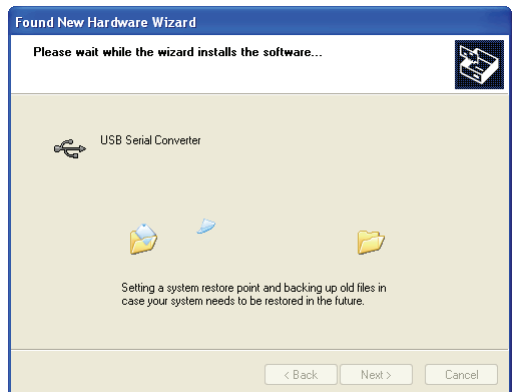 Found New Hardware Wizard
Please wait while the wizard installs the software...
USB Serial Converter
Setting a system restore point and backing up old files in
case your system needs to be restored in the future.
< Back
Next >
Cancel